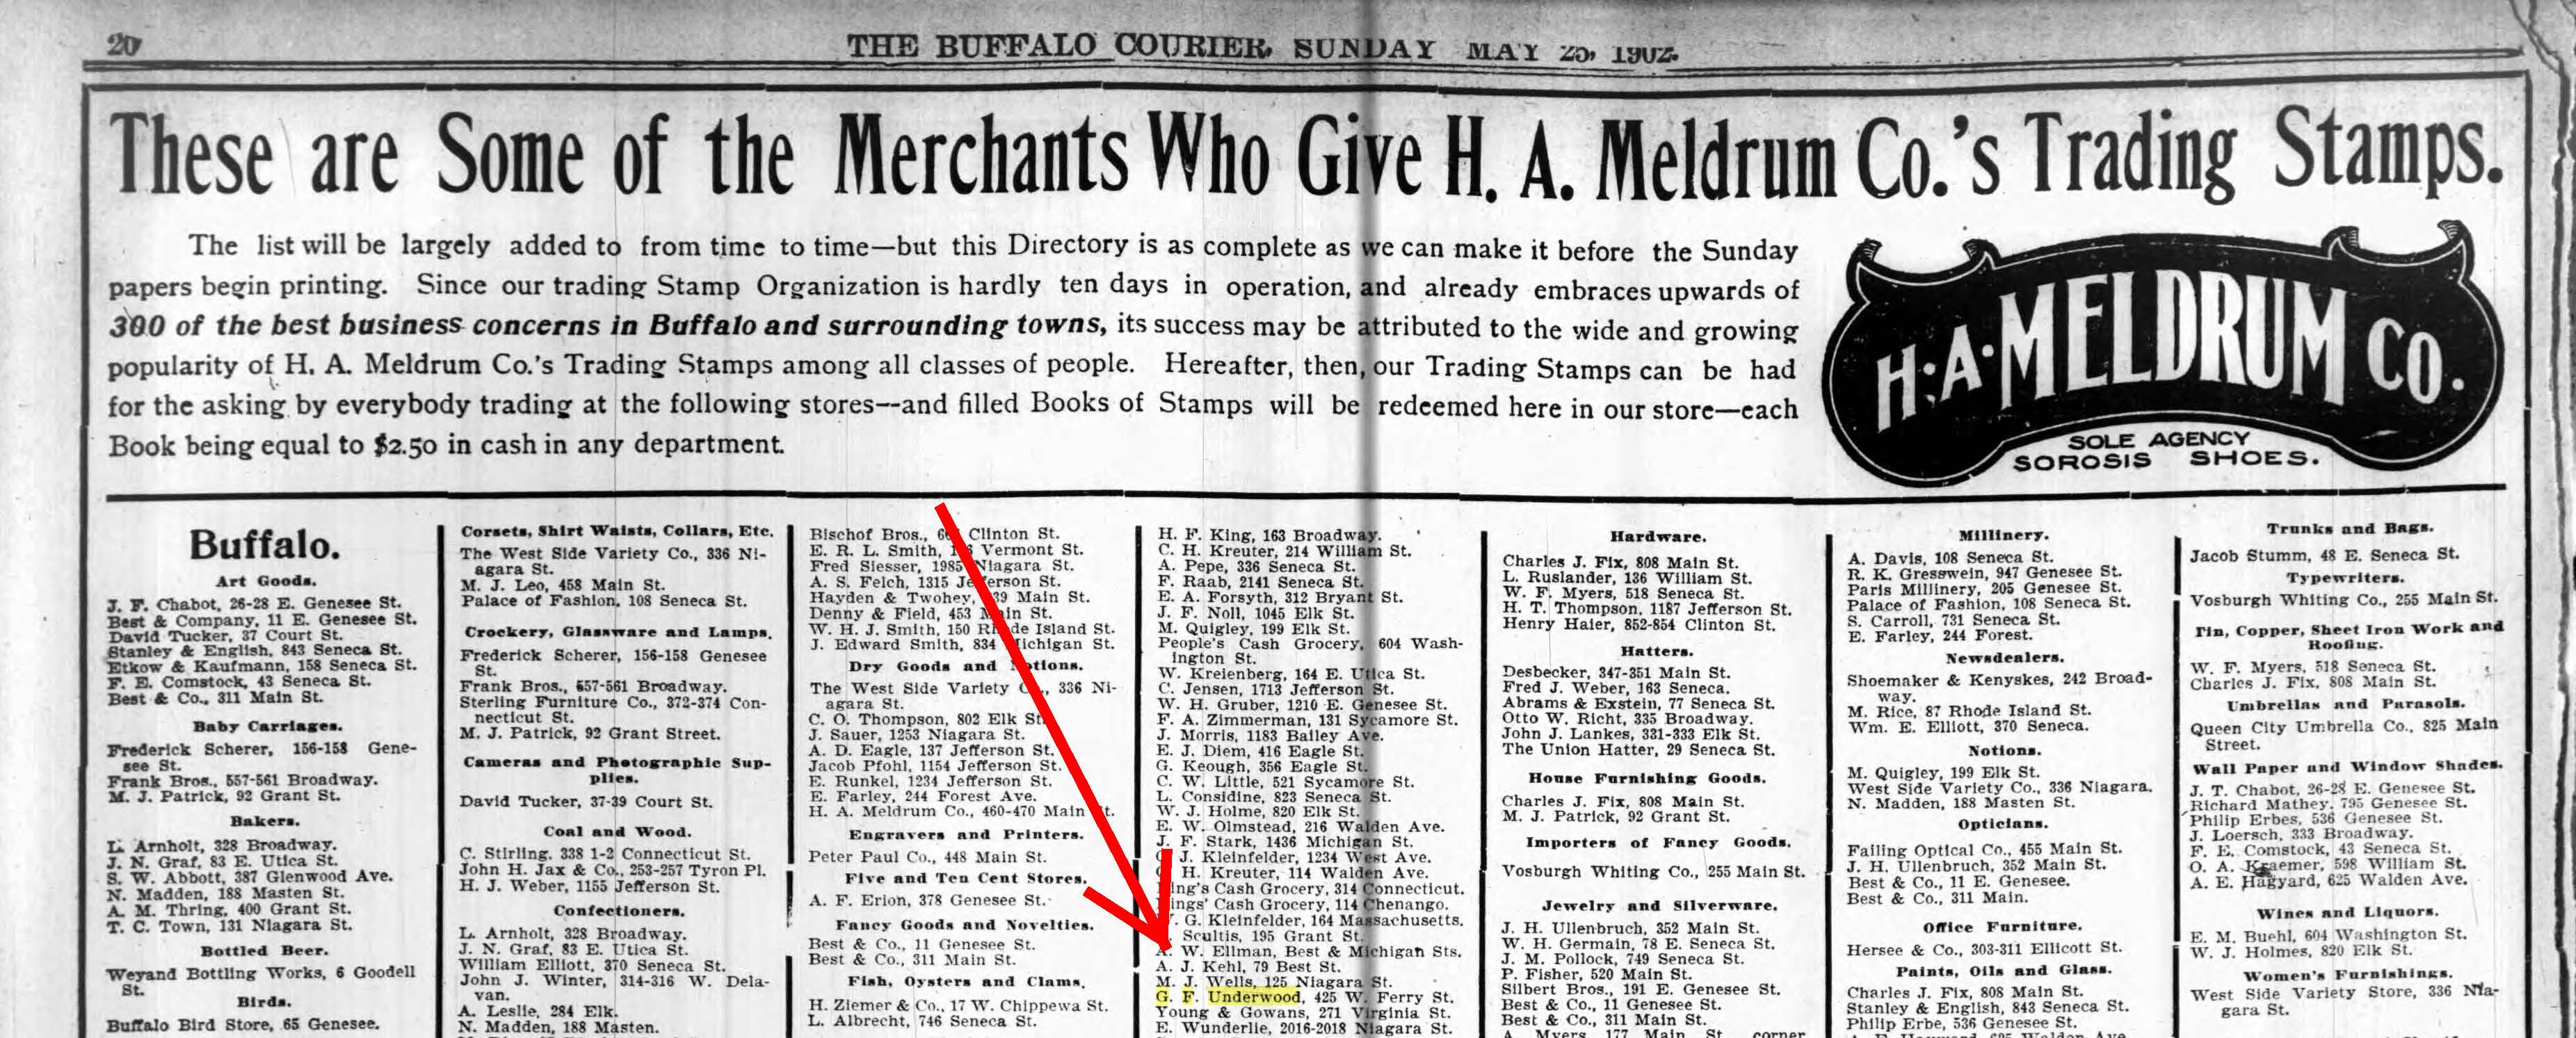 20
THE BUFFALO COURIER, SUNDAY MAY 25, 1902.
These are Some of the Merchants Who Give H. A. Meldrum Co.'s Trading Stamps.
The list will be largely added to from time to time—but this Directory is as complete as we can make it before the Sunday
papers begin printing. Since our trading Stamp Organization is hardly ten days in operation, and already embraces upwards of
300 of the best business concerns in Buffalo and surrounding towns, its success may be attributed to the wide and growing
popularity of H. A. Meldrum Co.'s Trading Stamps among all classes of people. Hereafter, then, our Trading Stamps can be had
for the asking by everybody trading at the following stores—and filled Books of Stamps will be redeemed here in our store—each
Book being equal to $2.50 in cash in any department.
H. A. MELDRUM CO.
SOLE AGENCY
SOROSIS SHOES.
Buffalo.
Art Goods.
J. F. Chabot, 26-28 E. Genesee St.
Best & Company, 11 E. Genesee St.
David Tucker, 37 Court St.
Stanley & English, 843 Seneca St.
Etkow & Kaufmann, 158 Seneca St.
F. E. Comstock, 43 Seneca St.
Best & Co., 311 Main St.
Baby Carriages.
Frederick Scherer, 156-158 Gene-
see St.
Frank Bros., 557-561 Broadway.
M. J. Patrick, 92 Grant St.
Bakers.
L. Arnholt, 328 Broadway.
J. N. Graf, 83 E. Utica St.
S. W. Abbott, 387 Glenwood Ave.
N. Madden, 188 Masten St.
A. M. Thring, 400 Grant St.
T. C. Town, 131 Niagara St.
Bottled Beer.
Weyand Bottling Works, 6 Goodell
St.
Birds.
Buffalo Bird Store, 65 Genesee.
Corsets, Shirt Waists, Collars, Etc.
The West Side Variety Co., 336 Ni-
agara St.
M. J. Leo, 458 Main St.
Palace of Fashion, 108 Seneca St.
Crockery, Glassware and Lamps.
Frederick Scherer, 156-158 Genesee
St.
Frank Bros., 557-561 Broadway.
Sterling Furniture Co., 372-374 Con-
necticut St.
M. J. Patrick, 92 Grant Street.
Cameras and Photographic Sup-
plies.
David Tucker, 37-39 Court St.
Coal and Wood.
C. Stirling, 338 1-2 Connecticut St.
John H. Jax & Co., 253-257 Tyron Pl.
H. J. Weber, 1155 Jefferson St.
Confectioners.
L. Arnholt, 328 Broadway.
J. N. Graf, 83 E. Utica St.
William Elliott, 370 Seneca St.
John J. Winter, 314-316 W. Dela-
van.
A. Leslie, 284 Elk.
N. Madden, 188 Masten.
Bischof Bros., Clinton St.
E. R. L. Smith, Vermont St.
Fred Siesser, 1985 Niagara St.
A. S. Felch, 1315 Jefferson St.
Hayden & Twohey, Main St.
Denny & Field, 453 Main St.
W. H. J. Smith, 150 Rhode Island St.
J. Edward Smith, 834 Michigan St.
Dry Goods and Notions.
The West Side Variety Co., 336 Ni-
agara St.
C. O. Thompson, 802 Elk St.
J. Sauer, 1253 Niagara St.
A. D. Eagle, 137 Jefferson St.
Jacob Pfohl, 1154 Jefferson St.
E. Runkel, 1234 Jefferson St.
E. Farley, 244 Forest Ave.
H. A. Meldrum Co., 460-470 Main St.
Engravers and Printers.
Peter Paul Co., 448 Main St.
Five and Ten Cent Stores.
A. F. Erion, 378 Genesee St.
Fancy Goods and Novelties.
Best & Co., 11 Genesee St.
Best & Co., 311 Main St.
Fish, Oysters and Clams.
H. Ziemer & Co., 17 W. Chippewa St.
L. Albrecht, 746 Seneca St.
H. F. King, 163 Broadway.
C. H. Kreuter, 214 William St.
A. Pepe, 336 Seneca St.
F. Raab, 2141 Seneca St.
E. A. Forsyth, 312 Bryant St.
J. F. Noll, 1045 Elk St.
M. Quigley, 199 Elk St.
People's Cash Grocery, 604 Wash-
ington St.
W. Kreienberg, 164 E. Utica St.
C. Jensen, 1713 Jefferson St.
W. H. Gruber, 1210 E. Genesee St.
F. A. Zimmerman, 131 Sycamore St.
J. Morris, 1183 Bailey Ave.
E. J. Diem, 416 Eagle St.
G. Keough, 356 Eagle St.
C. W. Little, 521 Sycamore St.
L. Considine, 823 Seneca St.
W. J. Holme, 820 Elk St.
E. W. Olmstead, 216 Walden Ave.
J. F. Stark, 1436 Michigan St.
J. Kleinfelder, 1234 West Ave.
H. Kreuter, 114 Walden Ave.
King's Cash Grocery, 314 Connecticut.
Kings' Cash Grocery, 114 Chenango.
G. Kleinfelder, 164 Massachusetts.
Scultis, 195 Grant St.
A. W. Ellman, Best & Michigan Sts.
A. J. Kehl, 79 Best St.
M. J. Wells, 125 Niagara St.
G. F. Underwood, 425 W. Ferry St.
Young & Gowans, 271 Virginia St.
E. Wunderlie, 2016-2018 Niagara St.
Hardware.
Charles J. Fix, 808 Main St.
L. Ruslander, 136 William St.
W. F. Myers, 518 Seneca St.
H. T. Thompson, 1187 Jefferson St.
Henry Haier, 852-854 Clinton St.
Hatters.
Desbecker, 347-351 Main St.
Fred J. Weber, 163 Seneca.
Abrams & Exstein, 77 Seneca St.
Otto W. Richt, 335 Broadway.
John J. Lankes, 331-333 Elk St.
The Union Hatter, 29 Seneca St.
House Furnishing Goods.
Charles J. Fix, 808 Main St.
M. J. Patrick, 92 Grant St.
Importers of Fancy Goods.
Vosburgh Whiting Co., 255 Main St.
Jewelry and Silverware.
J. H. Ullenbruch, 352 Main St.
W. H. Germain, 78 E. Seneca St.
J. M. Pollock, 749 Seneca St.
P. Fisher, 520 Main St.
Silbert Bros., 191 E. Genesee St.
Best & Co., 11 Genesee St.
Best & Co., 311 Main St.
A. Myers, 177 Main St., corner
Millinery.
A. Davis, 108 Seneca St.
R. K. Gresswein, 947 Genesee St.
Paris Millinery, 205 Genesee St.
Palace of Fashion, 108 Seneca St.
S. Carroll, 731 Seneca St.
E. Farley, 244 Forest.
Newsdealers.
Shoemaker & Kenyskes, 242 Broad-
way.
M. Rice, 87 Rhode Island St.
Wm. E. Elliott, 370 Seneca.
Notions.
M. Quigley, 199 Elk St.
West Side Variety Co., 336 Niagara.
N. Madden, 188 Masten St.
Opticians.
Failing Optical Co., 455 Main St.
J. H. Ullenbruch, 352 Main St.
Best & Co., 11 E. Genesee.
Best & Co., 311 Main.
Office Furniture.
Hersee & Co., 303-311 Ellicott St.
Paints, Oils and Glass.
Charles J. Fix, 808 Main St.
Stanley & English, 843 Seneca St.
Philip Erbe, 536 Genesee St.
Trunks and Bags.
Jacob Stumm, 48 E. Seneca St.
Typewriters.
Vosburgh Whiting Co., 255 Main St.
Tin, Copper, Sheet Iron Work and
Roofing.
W. F. Myers, 518 Seneca St.
Charles J. Fix, 808 Main St.
Umbrellas and Parasols.
Queen City Umbrella Co., 825 Main
Street.
Wall Paper and Window Shades.
J. T. Chabot, 26-28 E. Genesee St.
Richard Mathey, 795 Genesee St.
Philip Erbes, 536 Genesee St.
J. Loersch, 333 Broadway.
F. E. Comstock, 43 Seneca St.
O. A. Kraemer, 598 William St.
A. E. Hagyard, 625 Walden Ave.
Wines and Liquors.
E. M. Buehl, 604 Washington St.
W. J. Holmes, 820 Elk St.
Women's Furnishings.
West Side Variety Store, 336 Nia-
gara St.